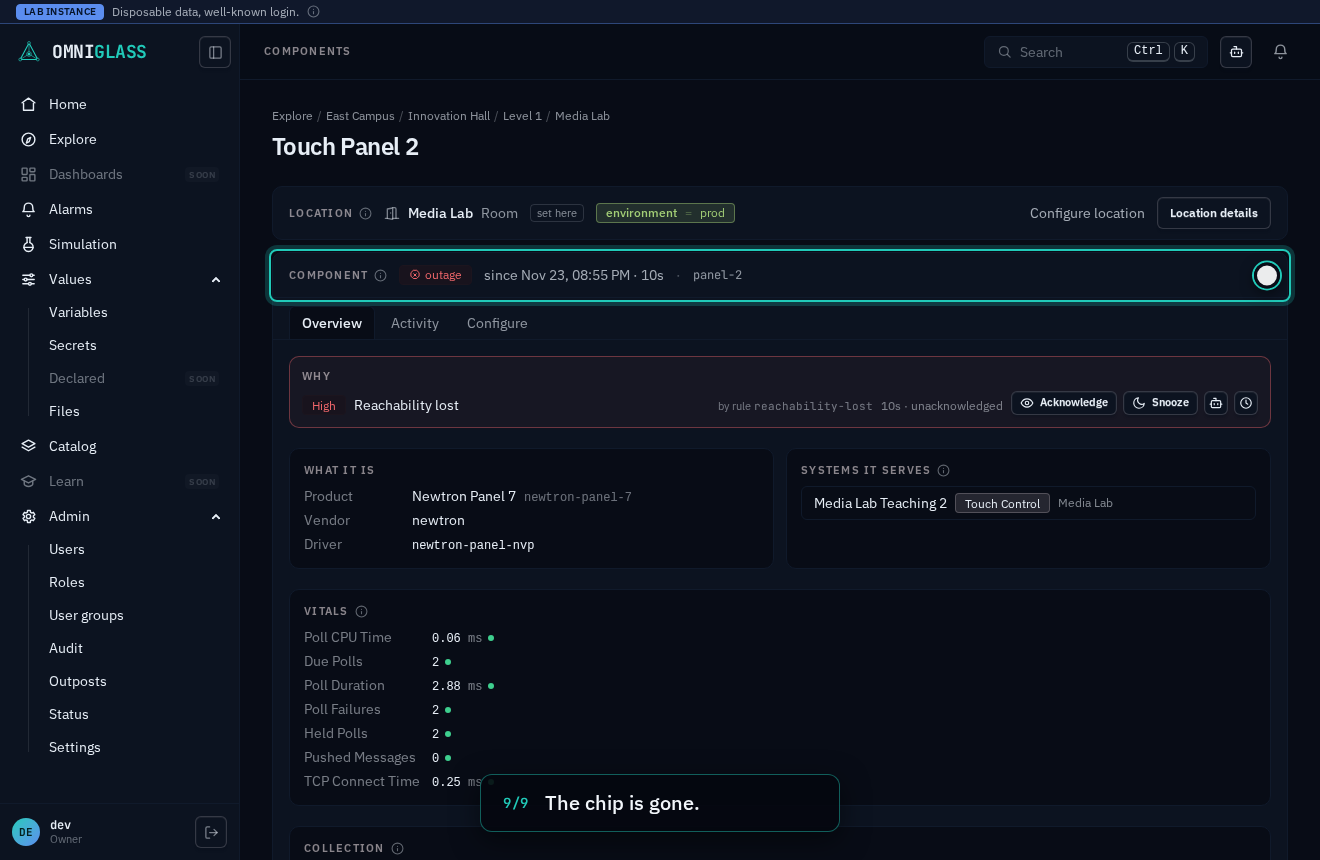 LAB INSTANCE Disposable data, well-known login.
OMNIGLASS
COMPONENTS
Search Ctrl K
Home
Explore
Dashboards SOON
Alarms
Simulation
Values
Variables
Secrets
Declared SOON
Files
Catalog
Learn SOON
Admin
Users
Roles
User groups
Audit
Outposts
Status
Settings
DE dev
Owner
Explore / East Campus / Innovation Hall / Level 1 / Media Lab
Touch Panel 2
LOCATION Media Lab Room set here environment = prod Configure location Location details
COMPONENT outage since Nov 23, 08:55 PM · 10s · panel-2
Overview Activity Configure
WHY
High Reachability lost by rule reachability-lost 10s · unacknowledged Acknowledge Snooze
WHAT IT IS
Product Newtron Panel 7 newtron-panel-7
Vendor newtron
Driver newtron-panel-nvp
SYSTEMS IT SERVES
Media Lab Teaching 2 Touch Control Media Lab
VITALS
Poll CPU Time 0.06 ms
Due Polls 2
Poll Duration 2.88 ms
Poll Failures 2
Held Polls 2
Pushed Messages 0
TCP Connect Time 0.25 ms
9/9 The chip is gone.
COLLECTION